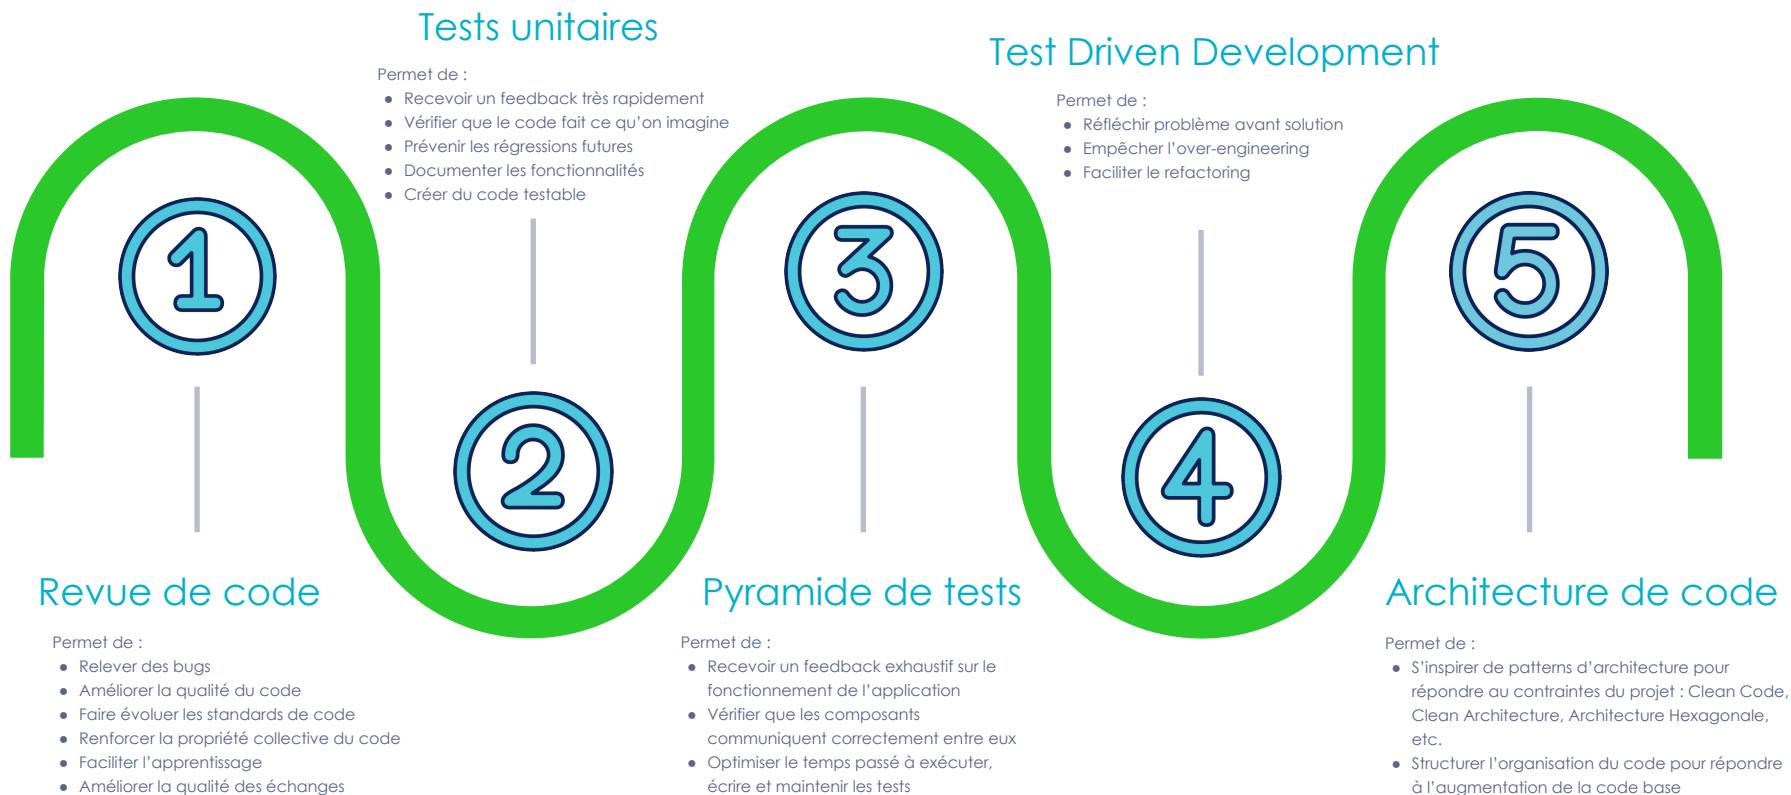 1
Revue de code
Permet de :
● Relever des bugs
● Améliorer la qualité du code
● Faire évoluer les standards de code
● Renforcer la propriété collective du code
● Faciliter l'apprentissage
● Améliorer la qualité des échanges
Tests unitaires
Permet de :
● Recevoir un feedback très rapidement
● Vérifier que le code fait ce qu'on imagine
● Prévenir les régressions futures
● Documenter les fonctionnalités
● Créer du code testable
2
3
Pyramide de tests
Permet de :
● Recevoir un feedback exhaustif sur le
fonctionnement de l'application
● Vérifier que les composants
communiquent correctement entre eux
● Optimiser le temps passé à exécuter,
écrire et maintenir les tests
Test Driven Development
Permet de :
● Réfléchir problème avant solution
● Empêcher l'over-engineering
● Faciliter le refactoring
4
5
Architecture de code
Permet de :
● S'inspirer de patterns d'architecture pour
répondre au contraintes du projet : Clean Code,
Clean Architecture, Architecture Hexagonale,
etc.
● Structurer l'organisation du code pour répondre
à l'augmentation de la code base